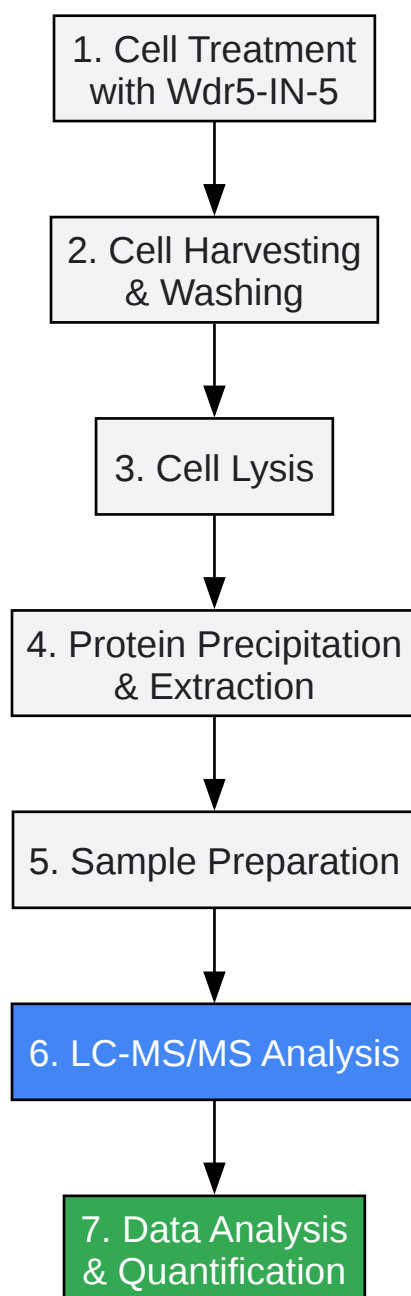 1. Cell Treatment
with Wdr5-IN-5
2. Cell Harvesting
& Washing
3. Cell Lysis
4. Protein Precipitation
& Extraction
5. Sample Preparation
6. LC-MS/MS Analysis
7. Data Analysis
& Quantification